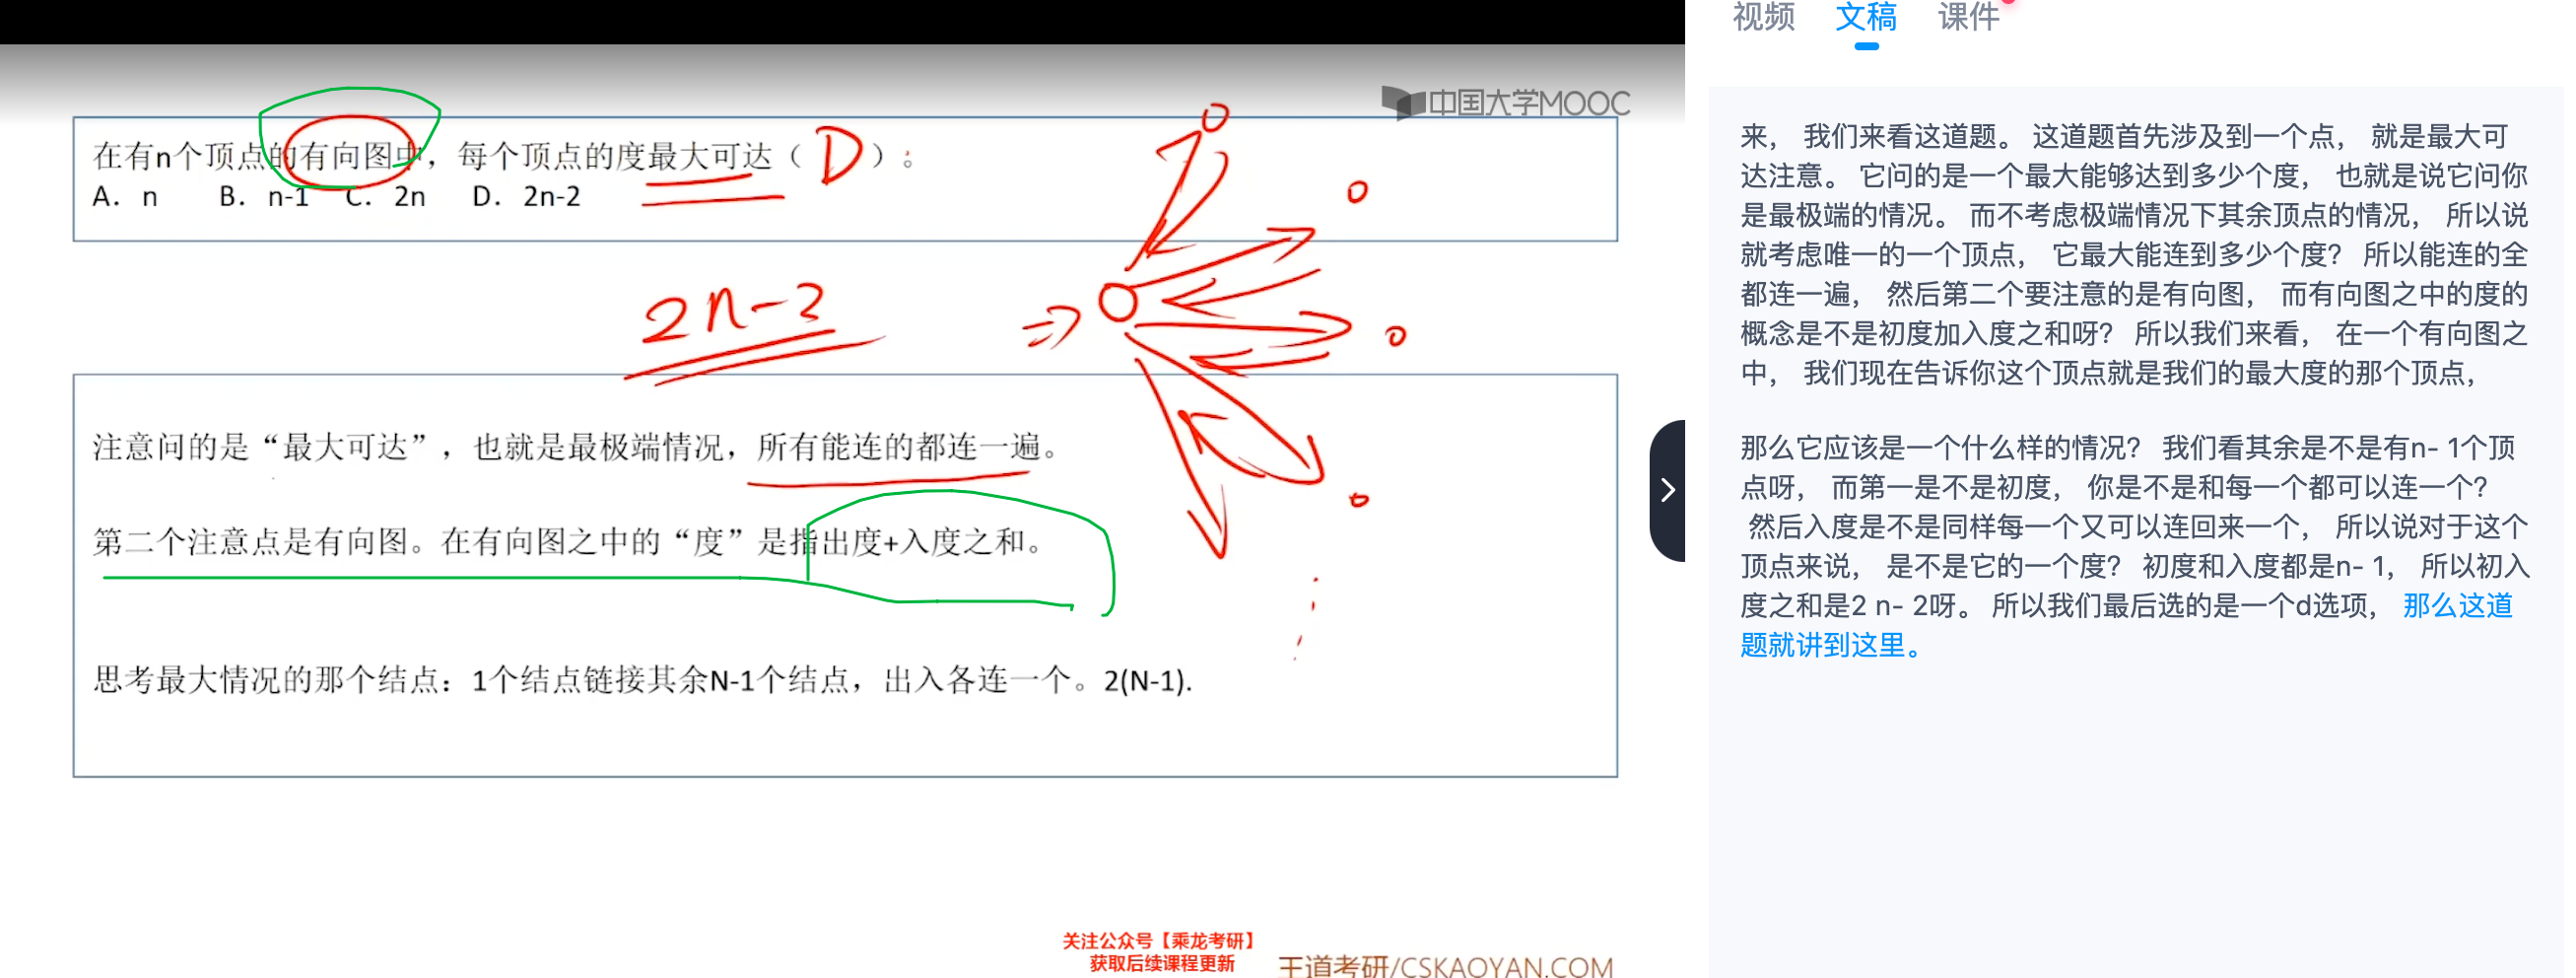 视频 文稿 课件
中国大学MOOC
在有n个顶点的有向图中，每个顶点的度最大可达（ D ）。
A. n B. n-1 C. 2n D. 2n-2
2n-2
注意问的是“最大可达”，也就是最极端情况，所有能连的都连一遍。
第二个注意点是有向图。在有向图之中的“度”是指出度+入度之和。
思考最大情况的那个结点：1个结点链接其余N-1个结点，出入各连一个。2(N-1).
关注公众号【乘龙考研】
获取后续课程更新
王道考研/CSKAOYAN.COM
来， 我们来看这道题。 这道题首先涉及到一个点， 就是最大可
达注意。 它问的是一个最大能够达到多少个度， 也就是说它问你
是最极端的情况。 而不考虑极端情况下其余顶点的情况， 所以说
就考虑唯一的一个顶点， 它最大能连到多少个度？ 所以能连的全
都连一遍， 然后第二个要注意的是有向图， 而有向图之中的度的
概念是不是初度加入度之和呀？ 所以我们来看， 在一个有向图之
中， 我们现在告诉你这个顶点就是我们的最大度的那个顶点，
那么它应该是一个什么样的情况？ 我们看其余是不是有n- 1个顶
点呀， 而第一是不是初度， 你是不是和每一个都可以连一个？
然后入度是不是同样每一个又可以连回来一个， 所以说对于这个
顶点来说， 是不是它的一个度？ 初度和入度都是n- 1， 所以初入
度之和是2 n- 2呀。 所以我们最后选的是一个d选项， 那么这道
题就讲到这里。